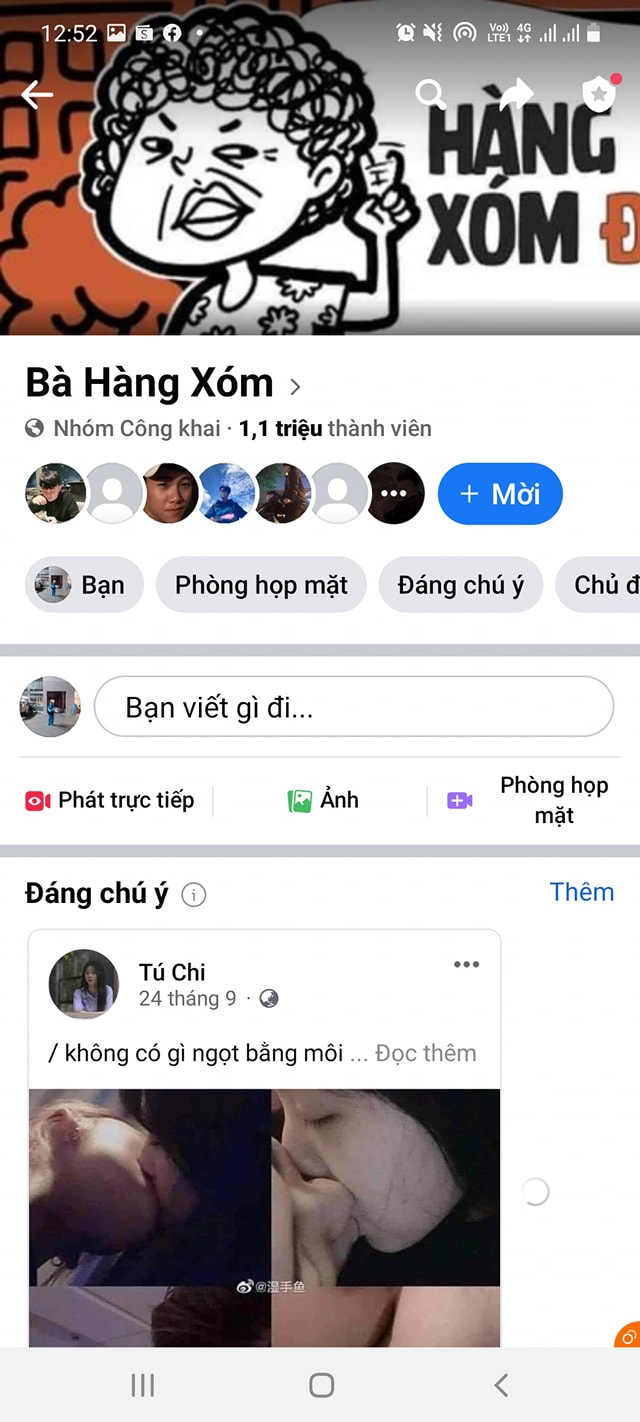 12:52
Vo) 4G
LTE1
HÀNG
XÓM Đ
Bà Hàng Xóm
Nhóm Công khai · 1,1 triệu thành viên
+ Mời
Bạn Phòng họp mặt Đáng chú ý Chủ đ
Bạn viết gì đi...
Phát trực tiếp Ảnh Phòng họp
mặt
Đáng chú ý Thêm
Tú Chi
24 tháng 9 ·
/ không có gì ngọt bằng môi ... Đọc thêm
@湿手鱼